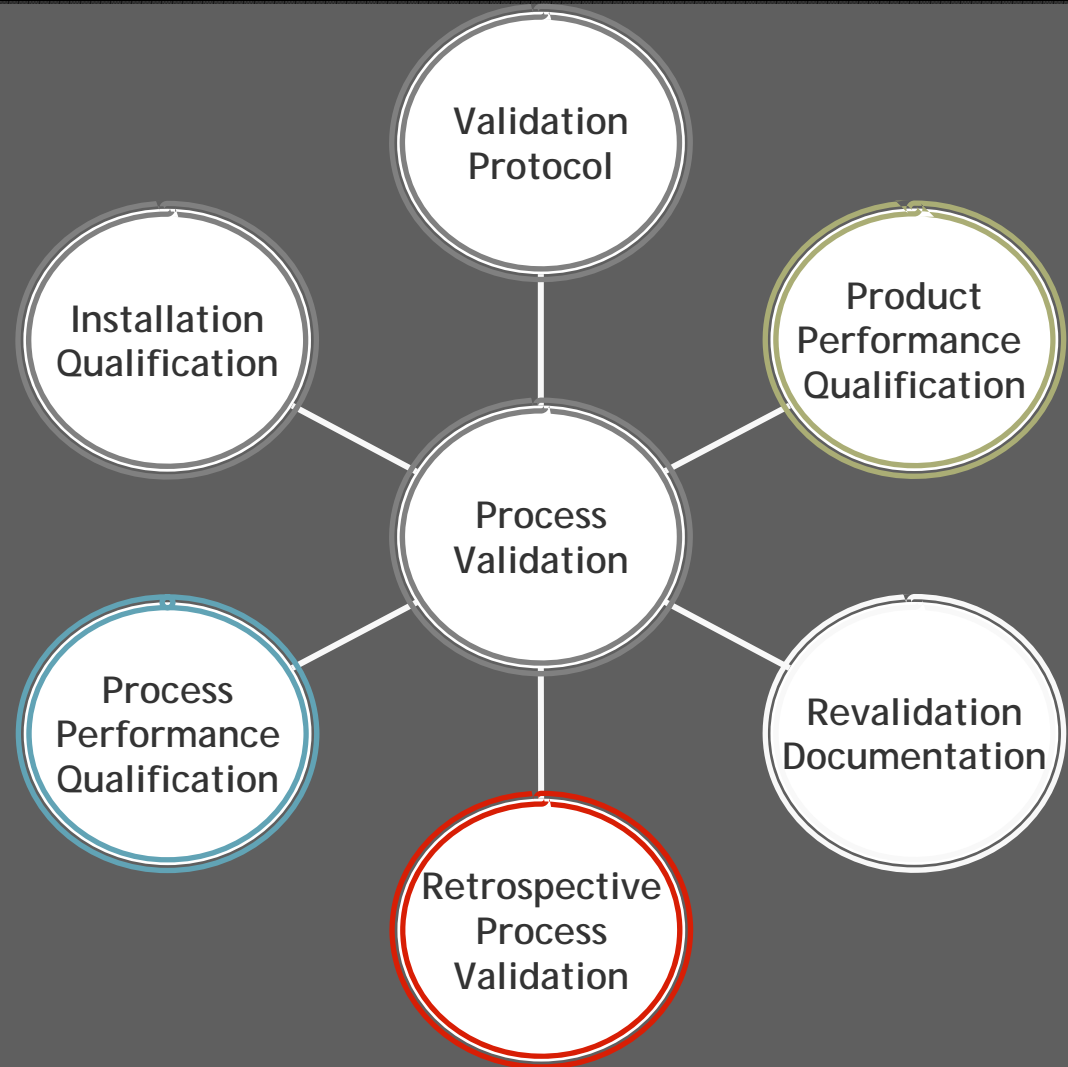 Validation
Protocol
Installation
Qualification
Product
Performance
Qualification
Process
Validation
Process
Performance
Qualification
Revalidation
Documentation
Retrospective
Process
Validation